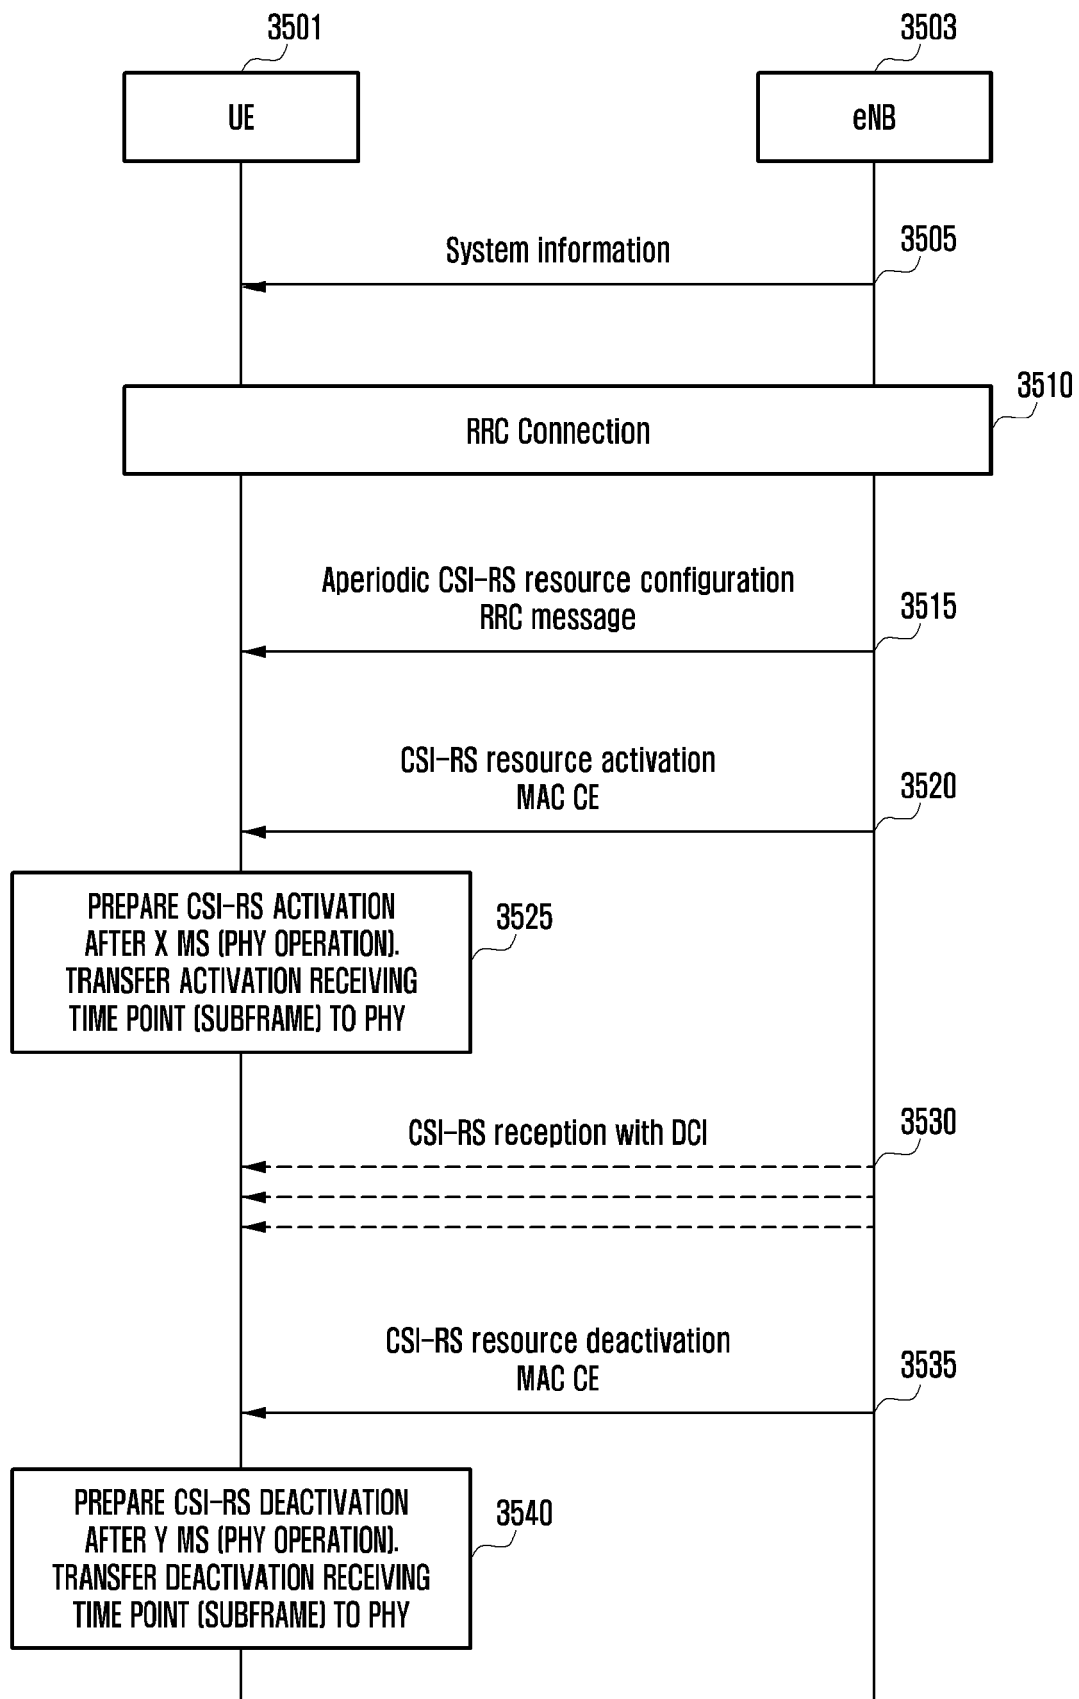 3501
3503
UE
eNB
System information
3505
3510
RRC Connection
Aperiodic CSI-RS resource configuration
RRC message
3515
CSI-RS resource activation
MAC CE
3520
PREPARE CSI-RS ACTIVATION
AFTER X MS (PHY OPERATION).
TRANSFER ACTIVATION RECEIVING
TIME POINT (SUBFRAME) TO PHY
3525
CSI-RS reception with DCI
3530
CSI-RS resource deactivation
MAC CE
3535
PREPARE CSI-RS DEACTIVATION
AFTER Y MS (PHY OPERATION).
TRANSFER DEACTIVATION RECEIVING
TIME POINT (SUBFRAME) TO PHY
3540